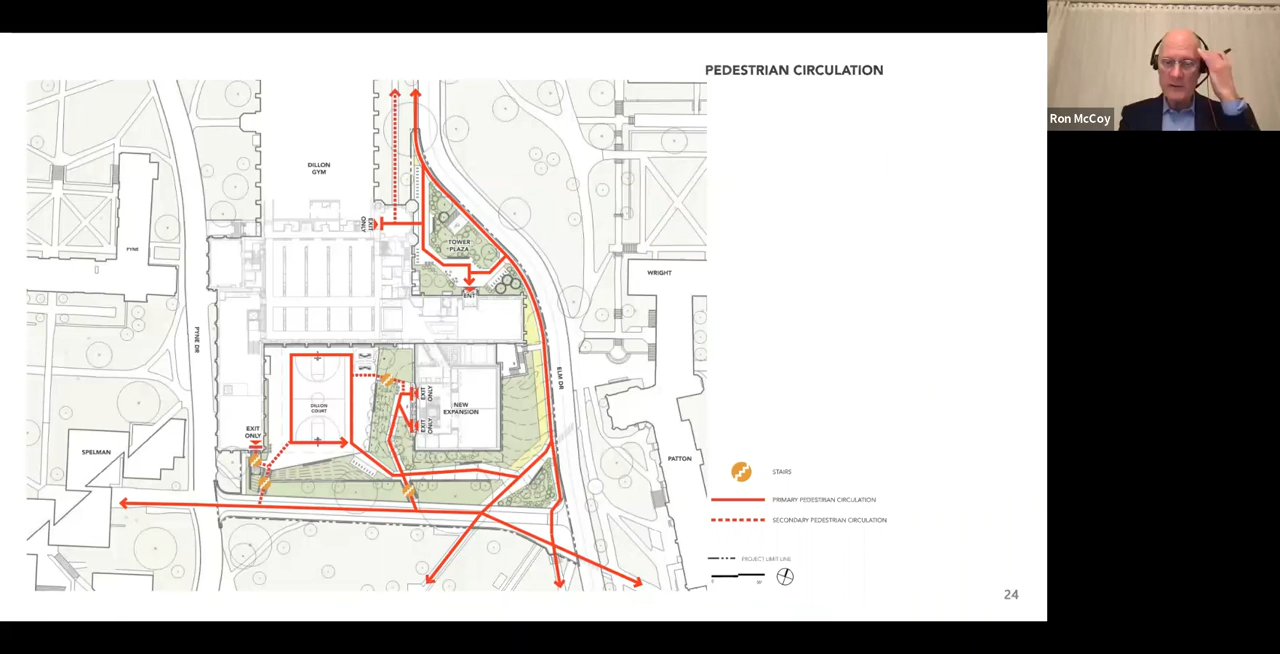 PEDESTRIAN CIRCULATION
Ron McCoy
DILLON
GYM
EXIT
ONLY
TOWER
PLAZA
PYNE
WRIGHT
ENT
PYNE DR
ELM DR
DILLON
COURT
EXIT
ONLY
NEW
EXPANSION
EXIT
ONLY
EXIT
ONLY
SPELMAN
PATTON
STAIRS
PRIMARY PEDESTRIAN CIRCULATION
SECONDARY PEDESTRIAN CIRCULATION
PROJECT LIMIT LINE
24